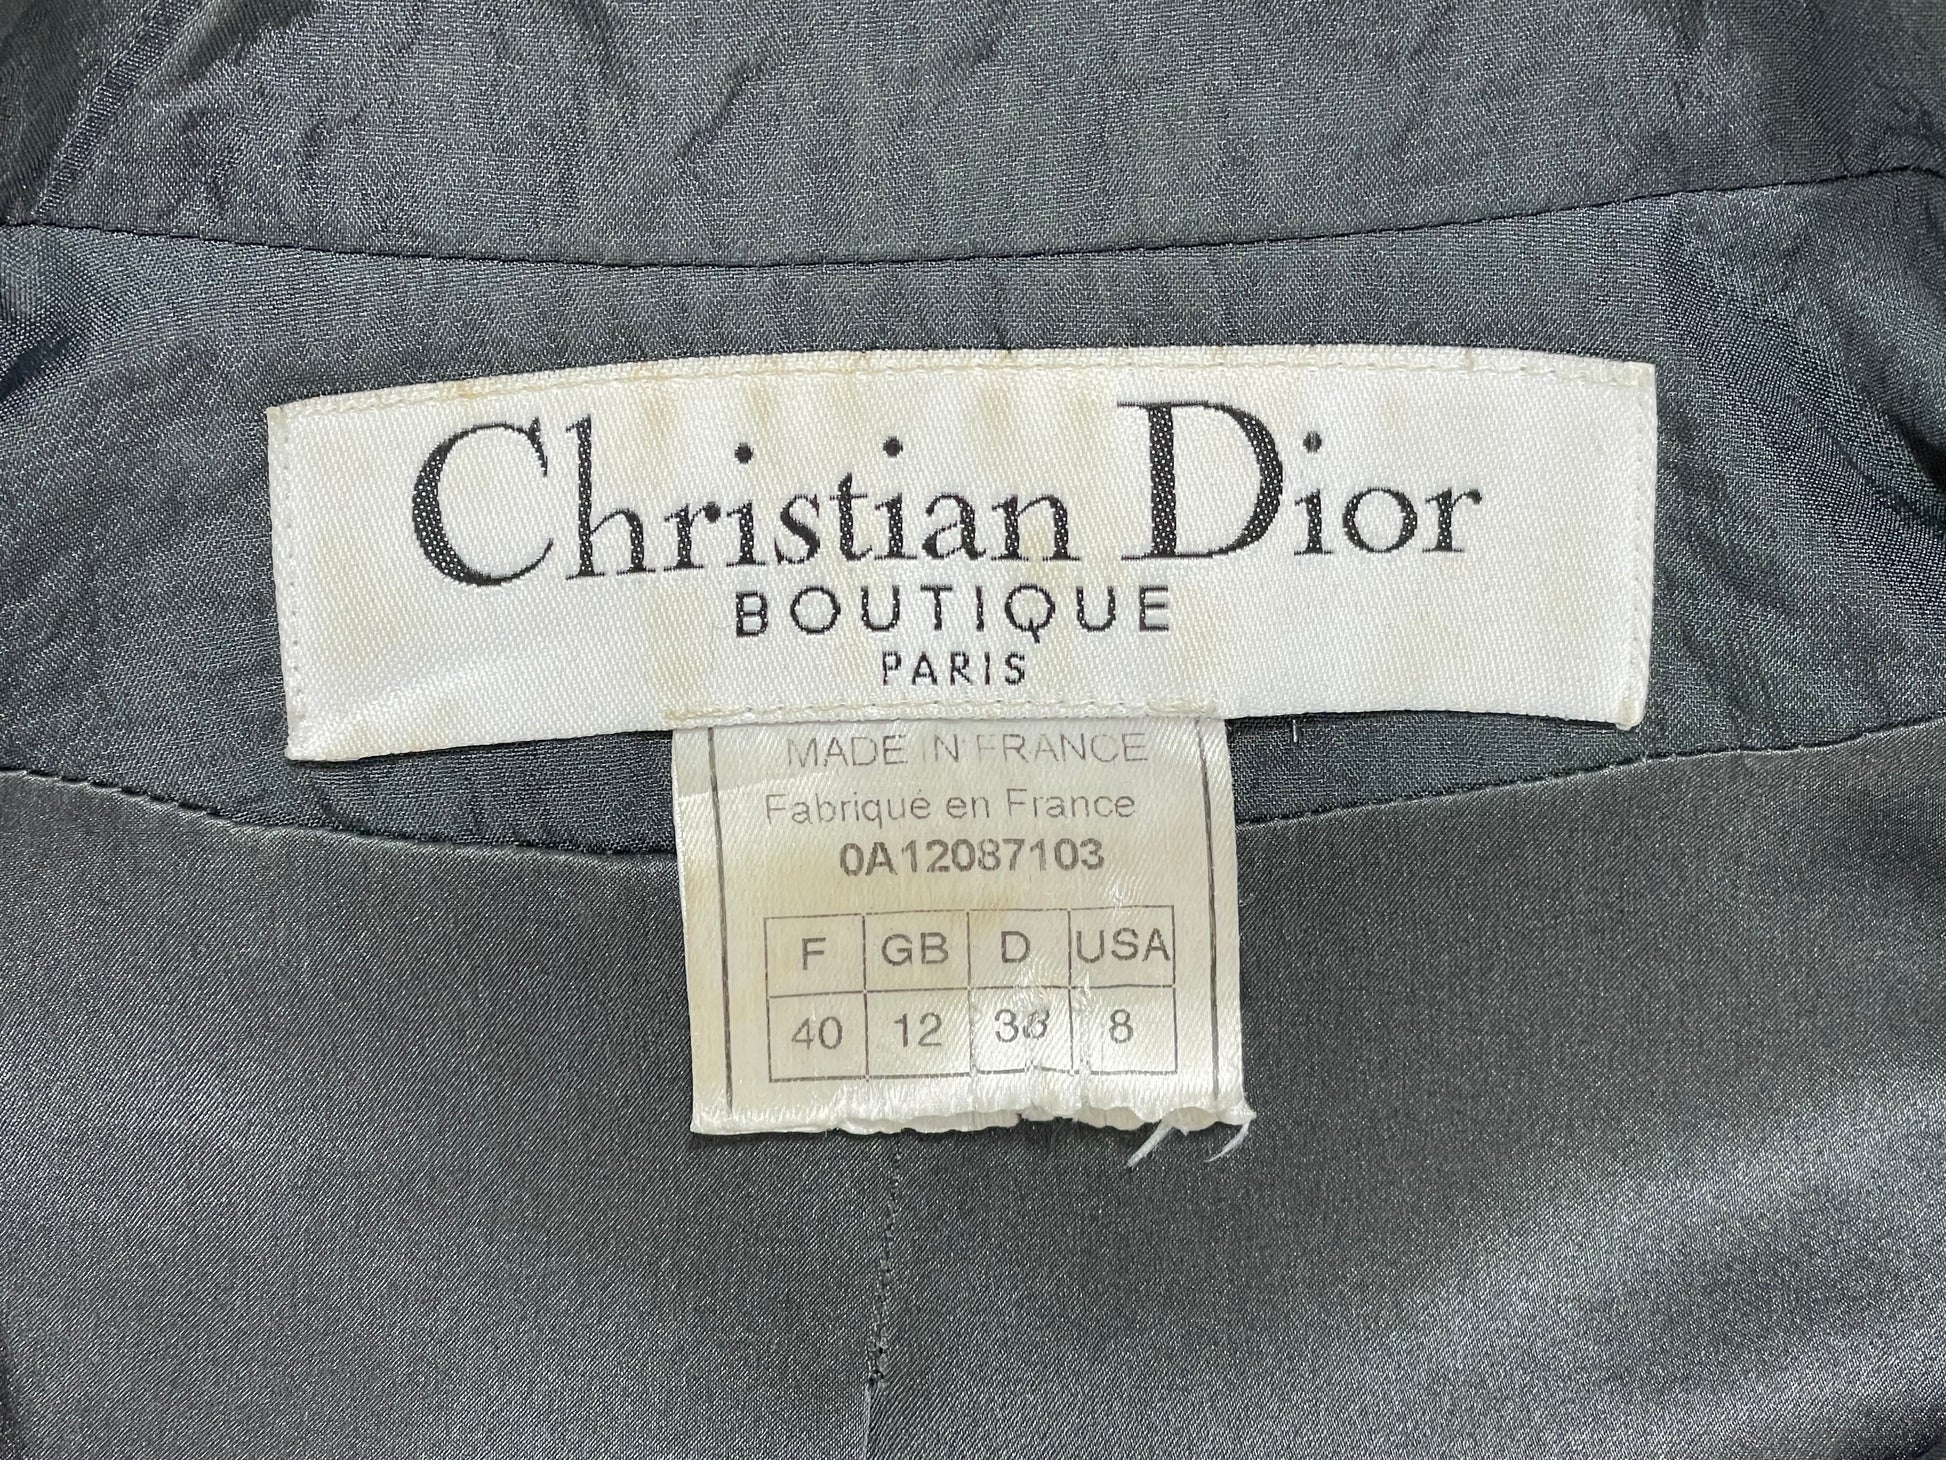 Christian Dior
BOUTIQUE
PARIS
MADE IN FRANCE
Fabriqué en France
0A12087103
F GB D USA
40 12 38 8